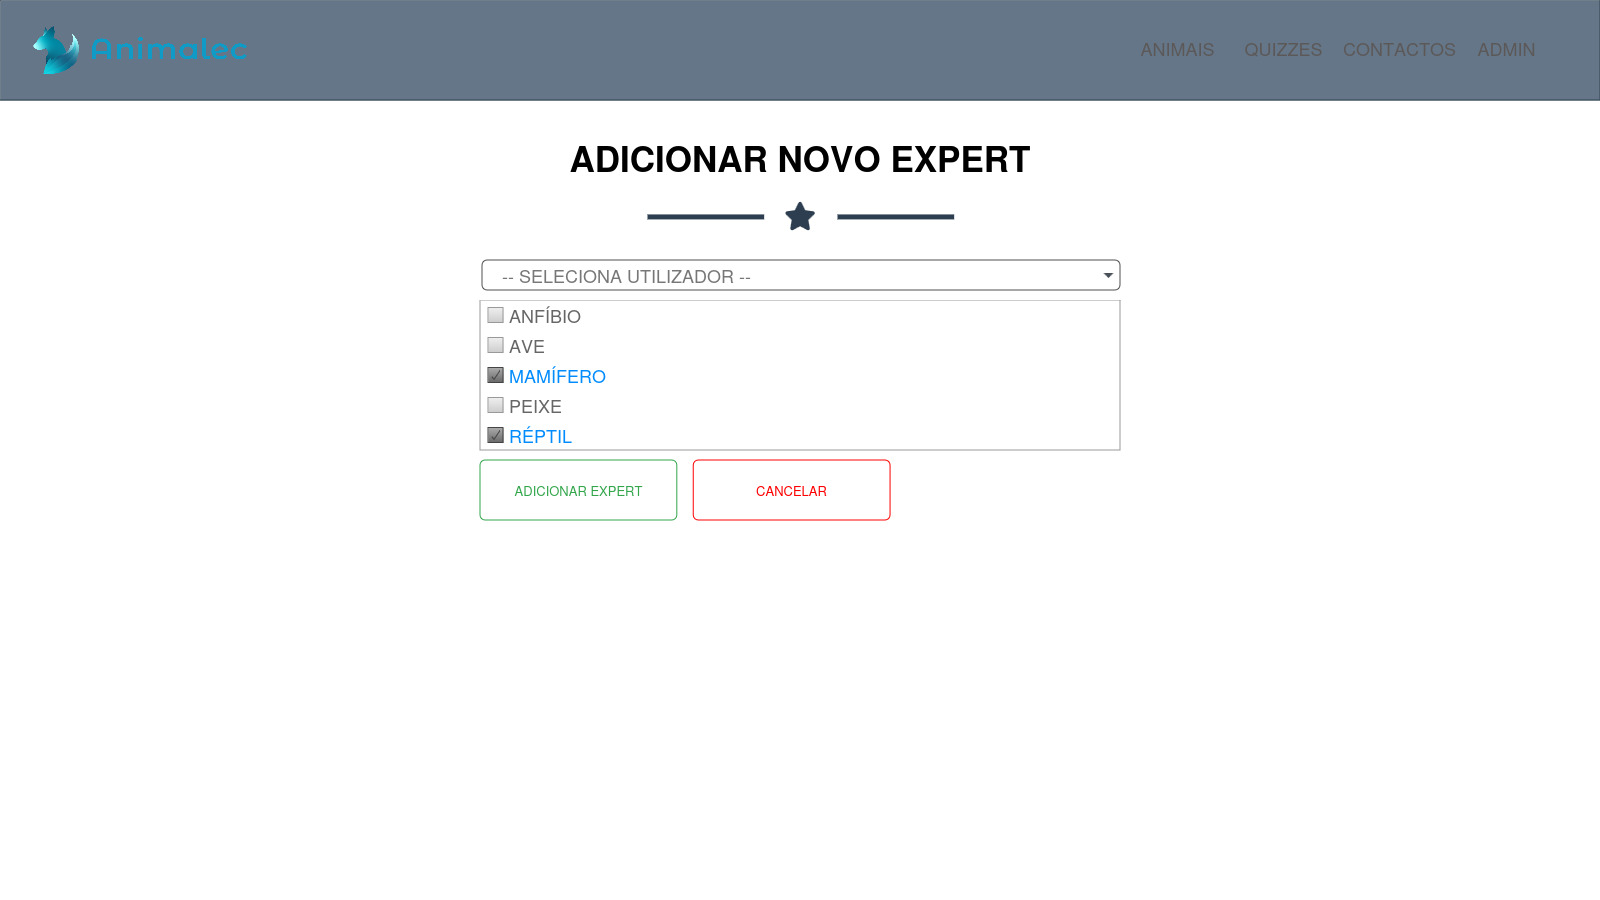 Animalec
ANIMAIS QUIZZES CONTACTOS ADMIN
ADICIONAR NOVO EXPERT
-- SELECIONA UTILIZADOR --
ANFÍBIO
AVE
MAMÍFERO
PEIXE
RÉPTIL
ADICIONAR EXPERT CANCELAR